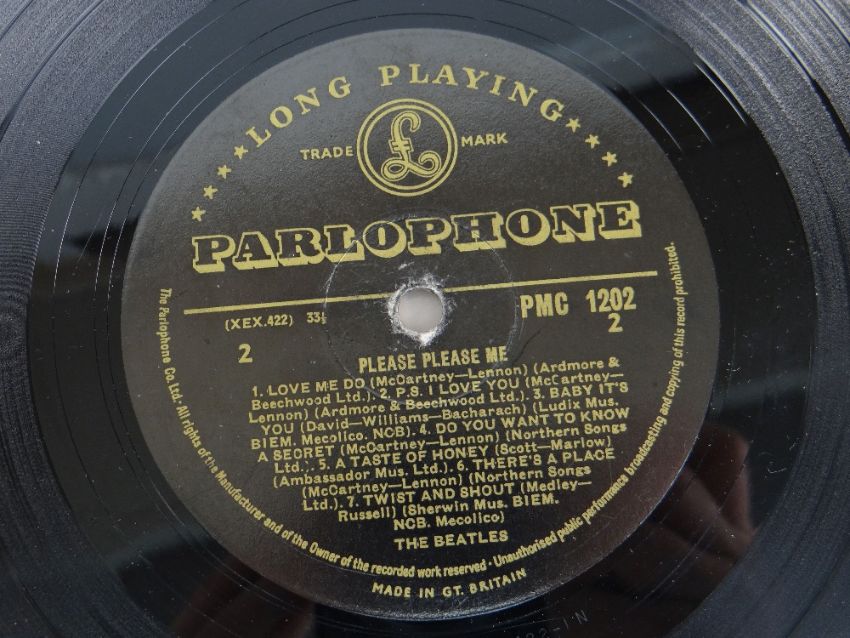 LONG PLAYING
TRADE £ MARK
PARLOPHONE
(XEX.422) 33⅓
PMC 1202
2
2
PLEASE PLEASE ME
1. LOVE ME DO (McCartney—Lennon) (Ardmore &
Beechwood Ltd.). 2. P.S. I LOVE YOU (McCartney—
Lennon) (Ardmore & Beechwood Ltd.). 3. BABY IT'S
YOU (David—Williams—Bacharach) (Ludix Mus.
BIEM. Mecolico. NCB). 4. DO YOU WANT TO KNOW
A SECRET (McCartney—Lennon) (Northern Songs
Ltd.). 5. A TASTE OF HONEY (Scott—Marlow)
(Ambassador Mus. Ltd.). 6. THERE'S A PLACE
(McCartney—Lennon) (Northern Songs
Ltd.). 7. TWIST AND SHOUT (Medley—
Russell) (Sherwin Mus. BIEM.
NCB. Mecolico)
THE BEATLES
The Parlophone Co. Ltd. All rights of the Manufacturer and of the Owner of the recorded work reserved · Unauthorised public performance broadcasting and copying of this record prohibited.
MADE IN GT. BRITAIN